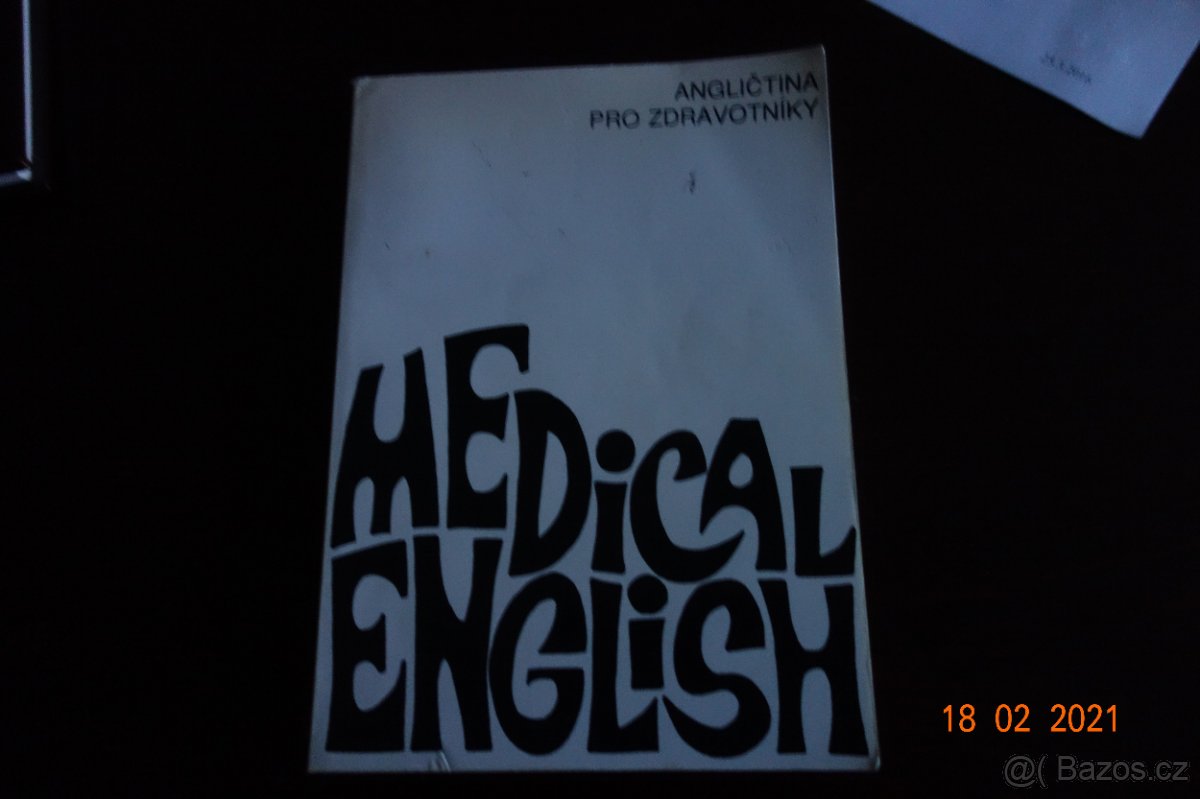 ANGLIČTINA
PRO ZDRAVOTNÍKY
MEDiCAL
ENGLiSH
18 02 2021
@( Bazos.cz